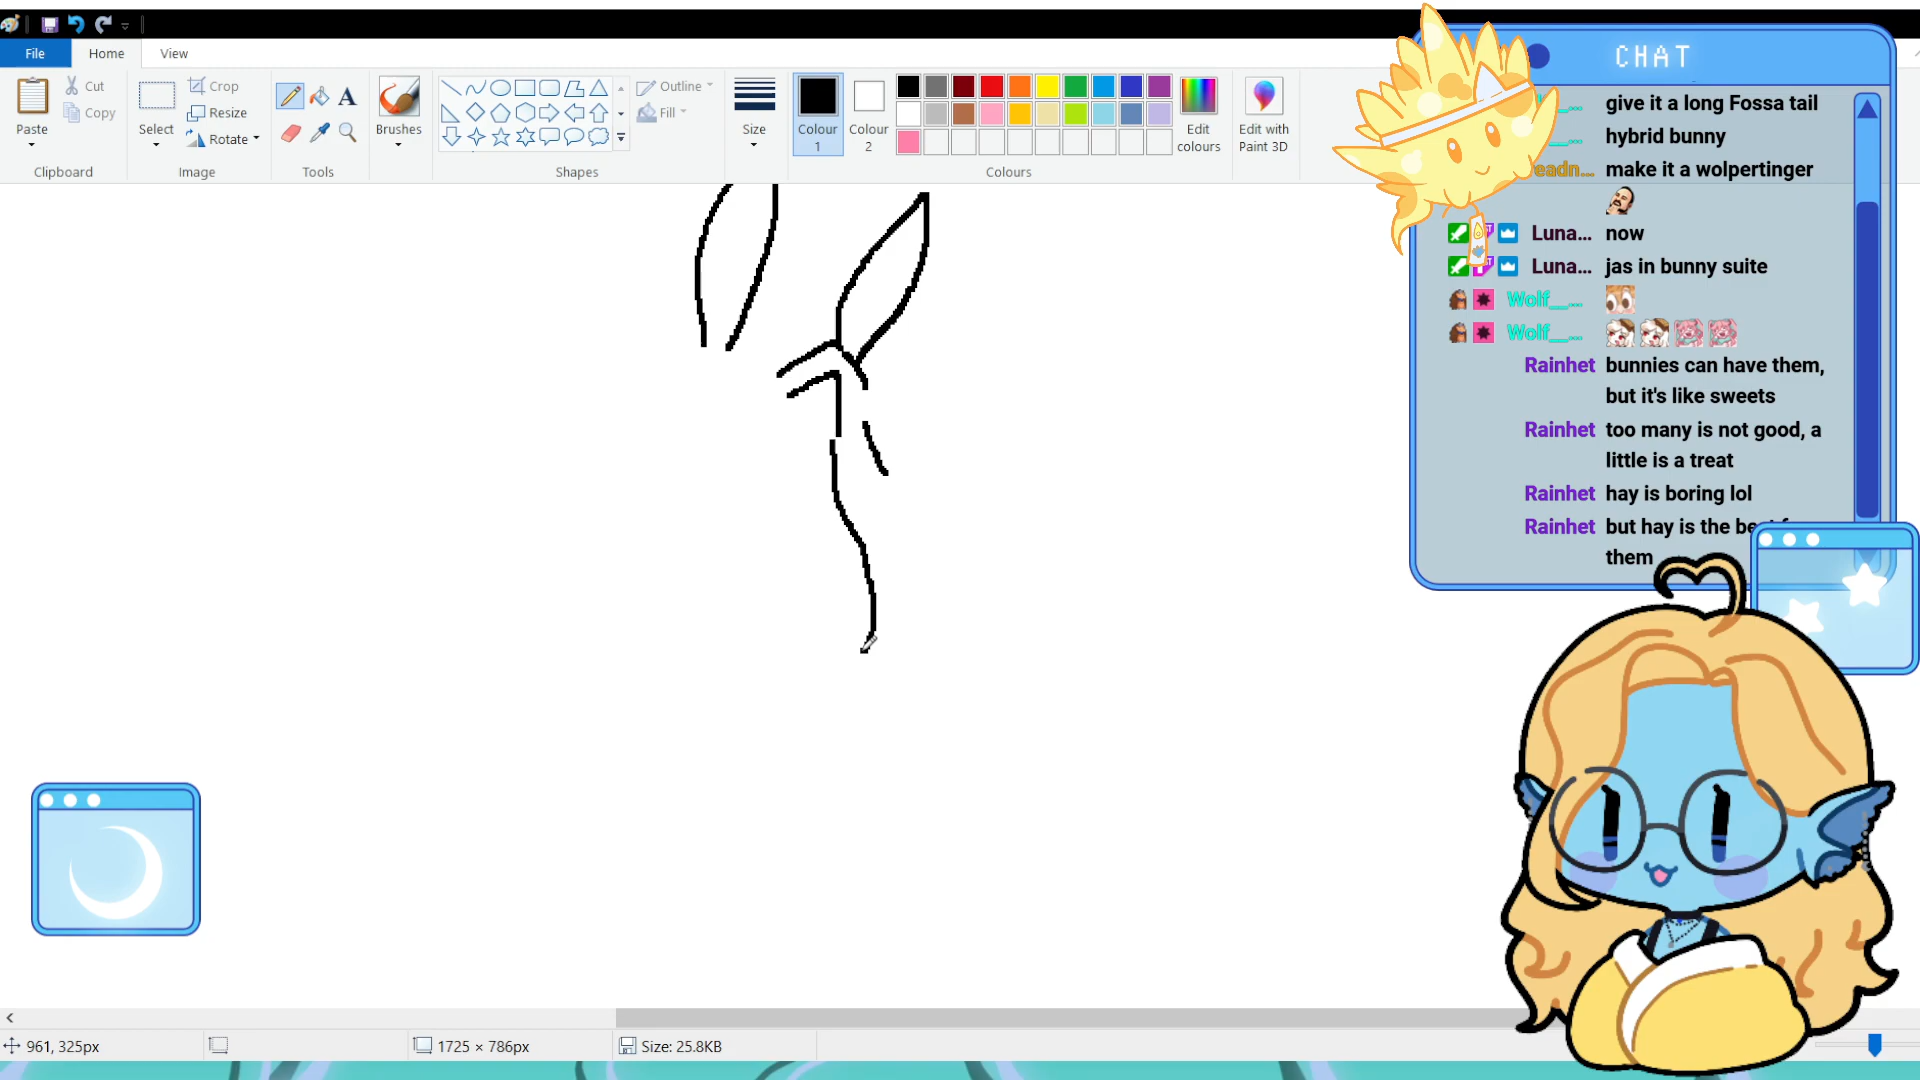 File
Home
View
Paste
Cut
Copy
Clipboard
Select
Crop
Resize
Rotate
Image
Tools
Brushes
Shapes
Outline
Fill
Size
Colour
1
Colour
2
Colours
Edit
colours
Edit with
Paint 3D
CHAT
give it a long Fossa tail
hybrid bunny
eadn... make it a wolpertinger
Luna... now
Luna... jas in bunny suite
Wolf__...
Wolf__...
Rainhet bunnies can have them,
but it's like sweets
Rainhet too many is not good, a
little is a treat
Rainhet hay is boring lol
Rainhet but hay is the
them
961, 325px
1725 × 786px
Size: 25.8KB